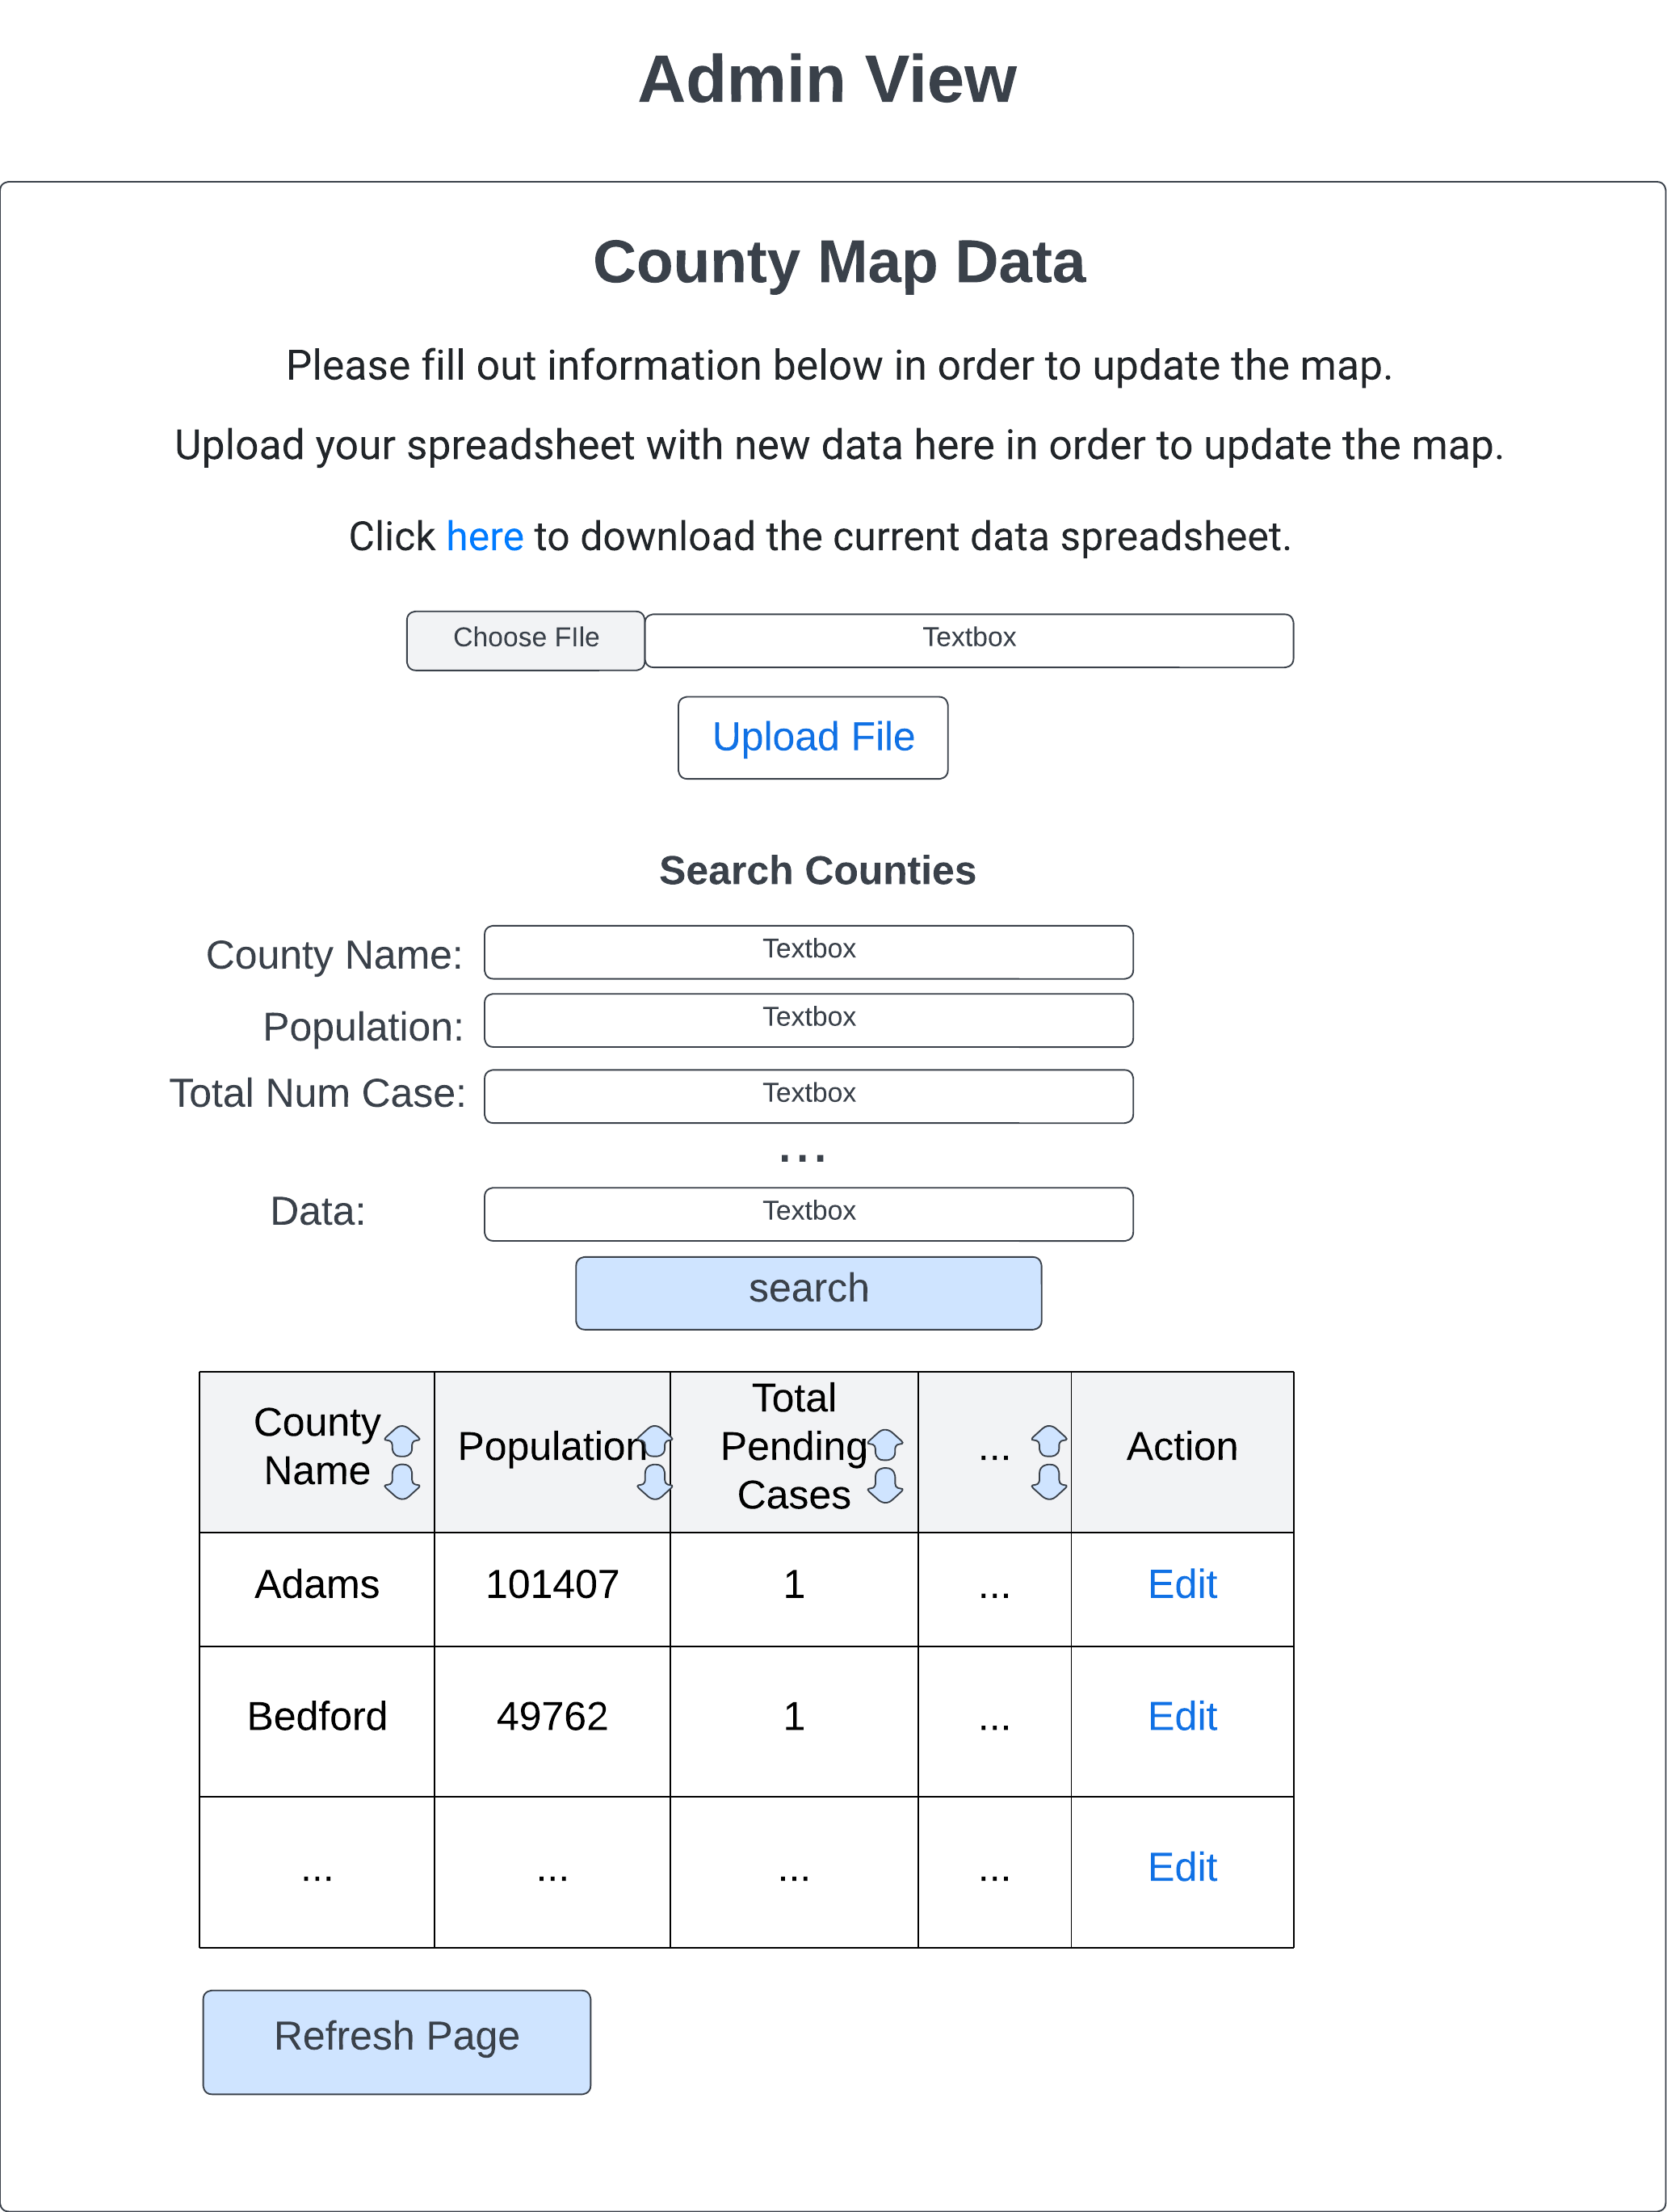 Admin View
County Map Data
Please fill out information below in order to update the map.
Upload your spreadsheet with new data here in order to update the map.
Click here to download the current data spreadsheet.
Choose FIle Textbox
Upload File
Search Counties
County Name: Textbox
Population: Textbox
Total Num Case: Textbox
...
Data: Textbox
search
County
Name
Population
Total
Pending
Cases
...
Action
Adams 101407 1 ... Edit
Bedford 49762 1 ... Edit
... ... ... ... Edit
Refresh Page